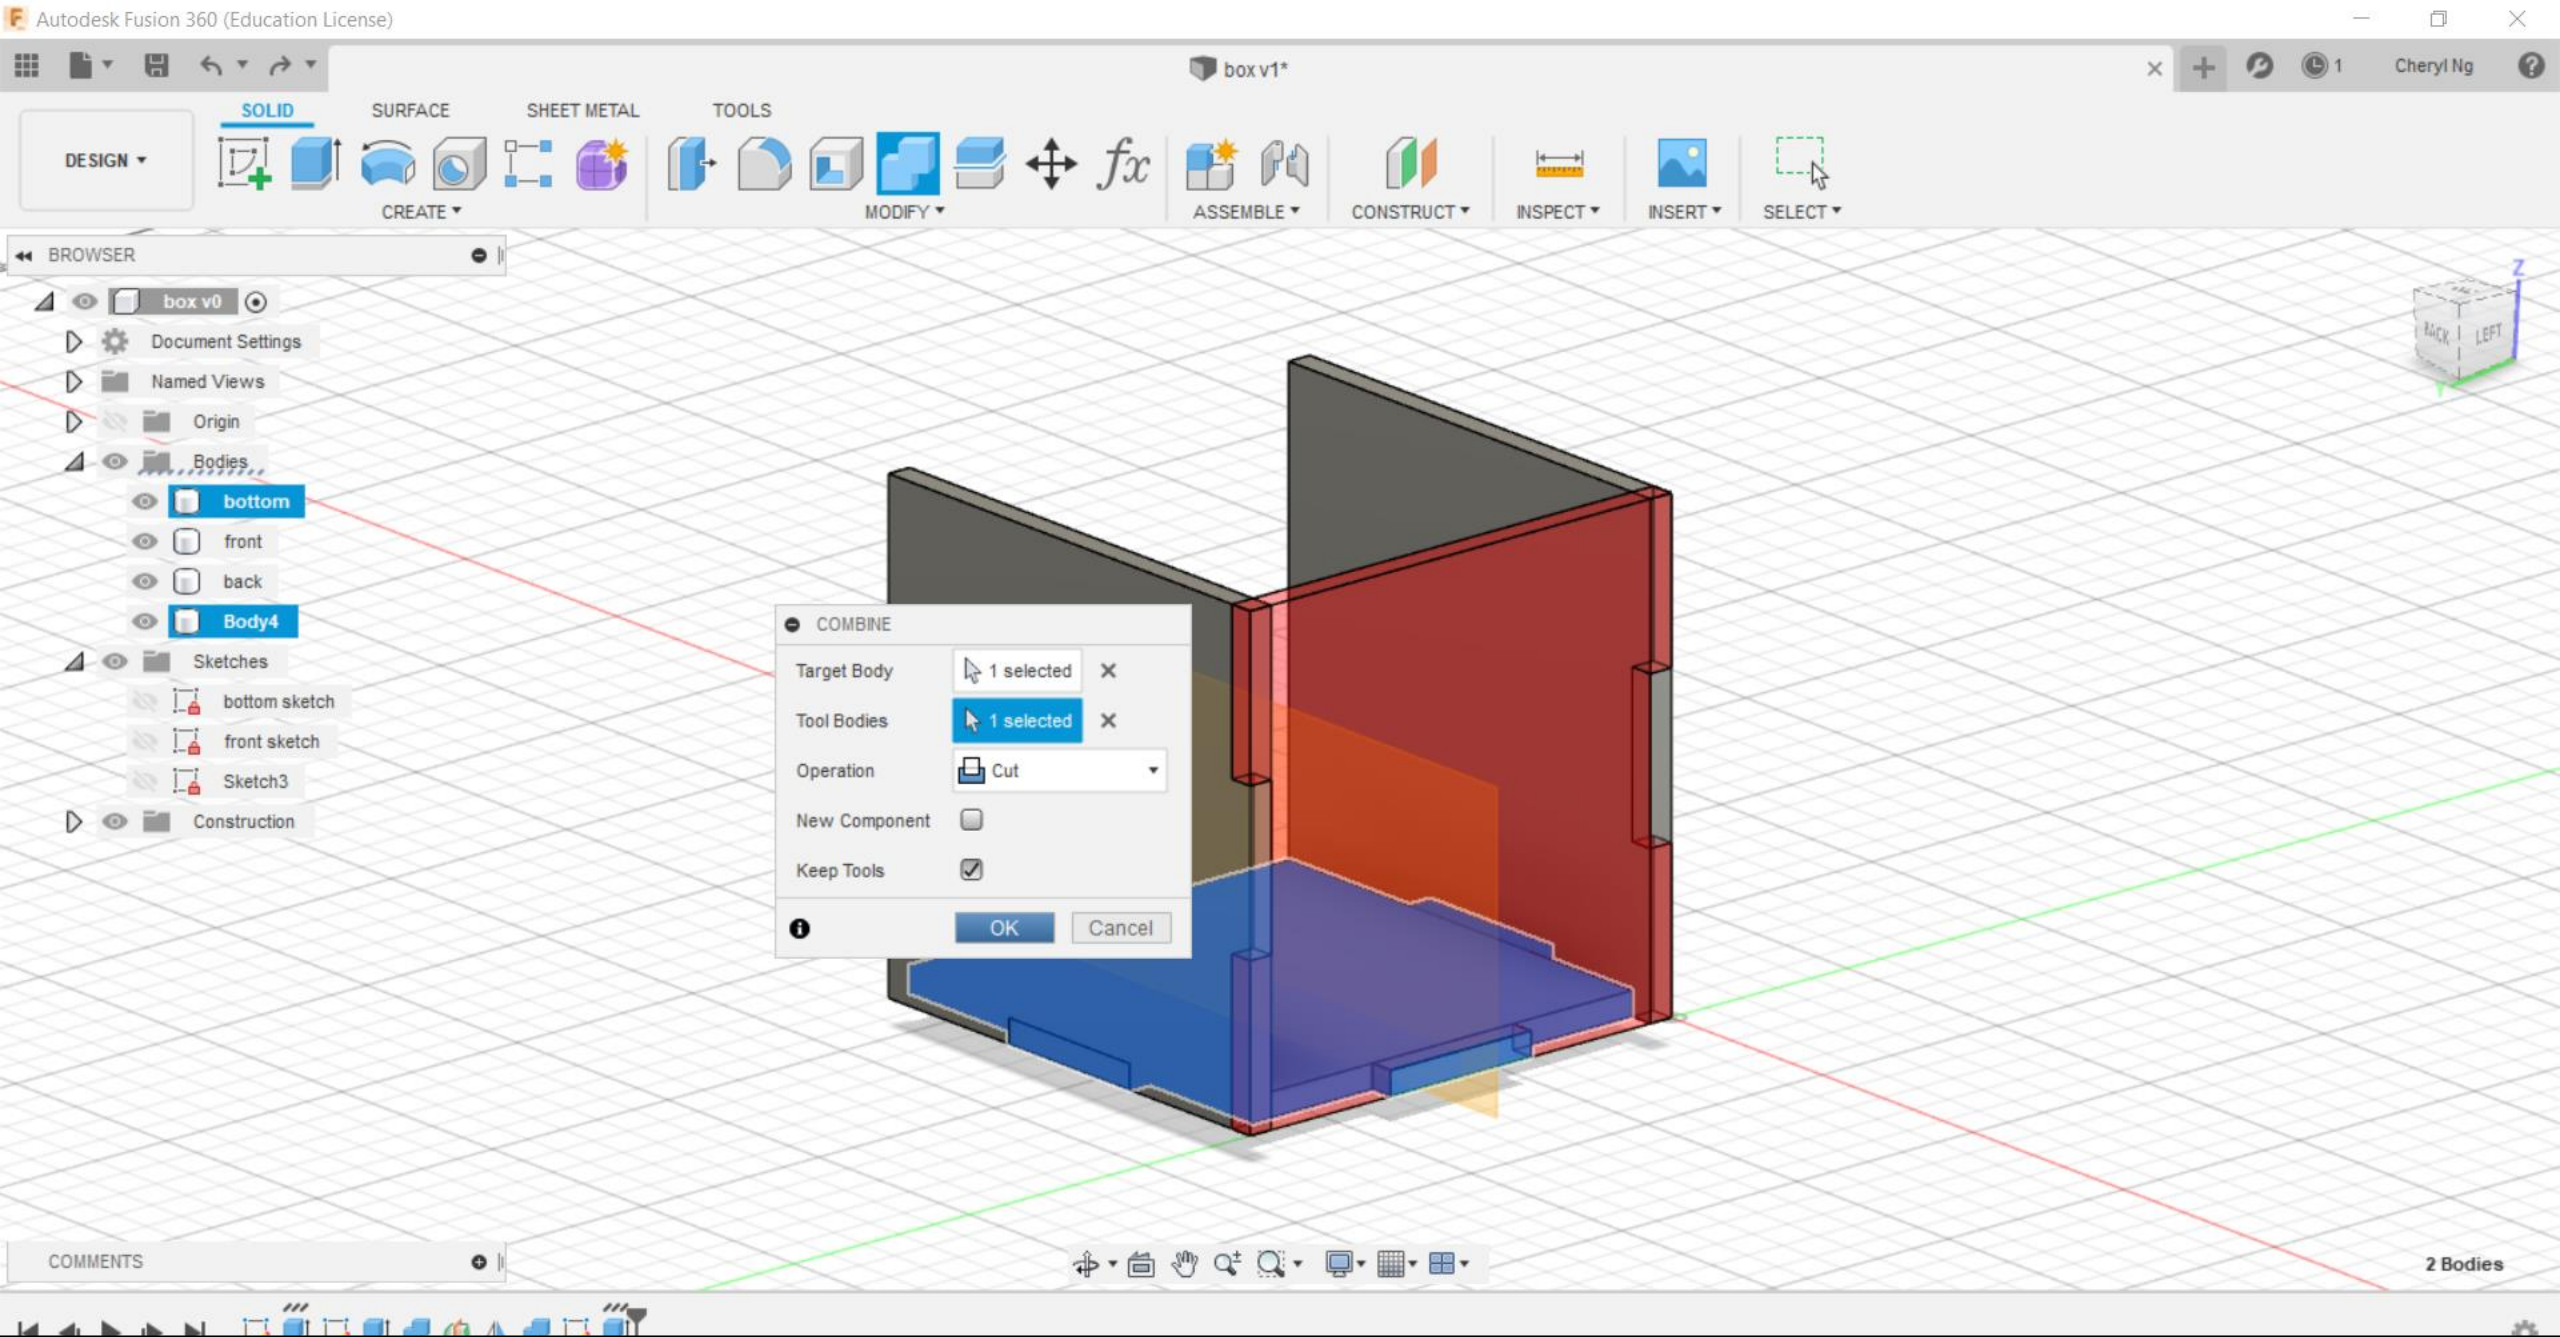 Autodesk Fusion 360 (Education License)
box v1*
1
Cheryl Ng
DESIGN
SOLID
SURFACE
SHEET METAL
TOOLS
CREATE
MODIFY
fx
ASSEMBLE
CONSTRUCT
INSPECT
INSERT
SELECT
BROWSER
box v0
Document Settings
Named Views
Origin
Bodies
bottom
front
back
Body4
Sketches
bottom sketch
front sketch
Sketch3
Construction
Z
BACK
LEFT
Y
COMBINE
Target Body
1 selected
Tool Bodies
1 selected
Operation
Cut
New Component
Keep Tools
OK
Cancel
COMMENTS
2 Bodies